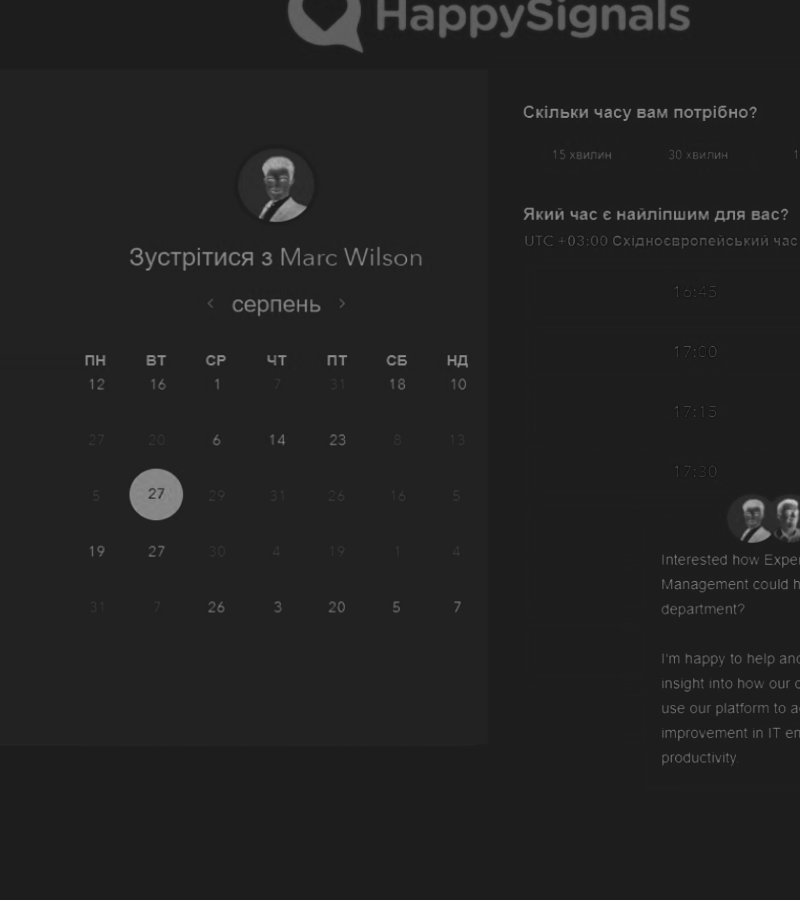 HappySignals
Зустрітися з Marc Wilson
серпень
ПН ВТ СР ЧТ ПТ СБ НД
12 16 1 7 31 18 10
27 20 6 14 23 8 13
5 27 29 31 26 16 5
19 27 30 4 19 1 4
31 7 26 3 20 5 7
Скільки часу вам потрібно?
15 хвилин 30 хвилин
Який час є найліпшим для вас?
UTC +03:00 Східноєвропейський час
16:45
17:00
17:15
17:30
Interested how
Management could
department?
I'm happy to help
insight into how our
use our platform to
improvement in IT
productivity.